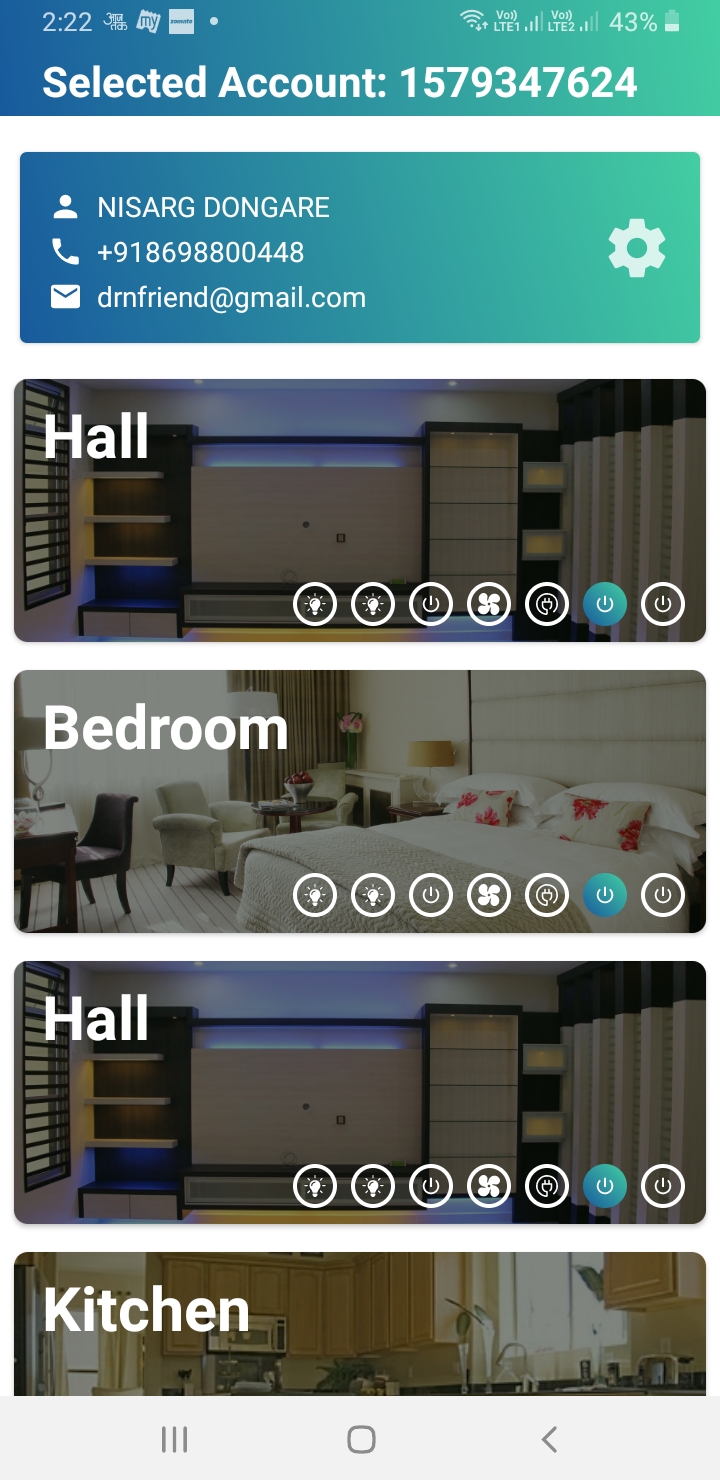 2:22 आज तक my zomato Vo)) LTE1 Vo)) LTE2 43%
Selected Account: 1579347624
NISARG DONGARE
+918698800448
drnfriend@gmail.com
Hall
Bedroom
Hall
Kitchen